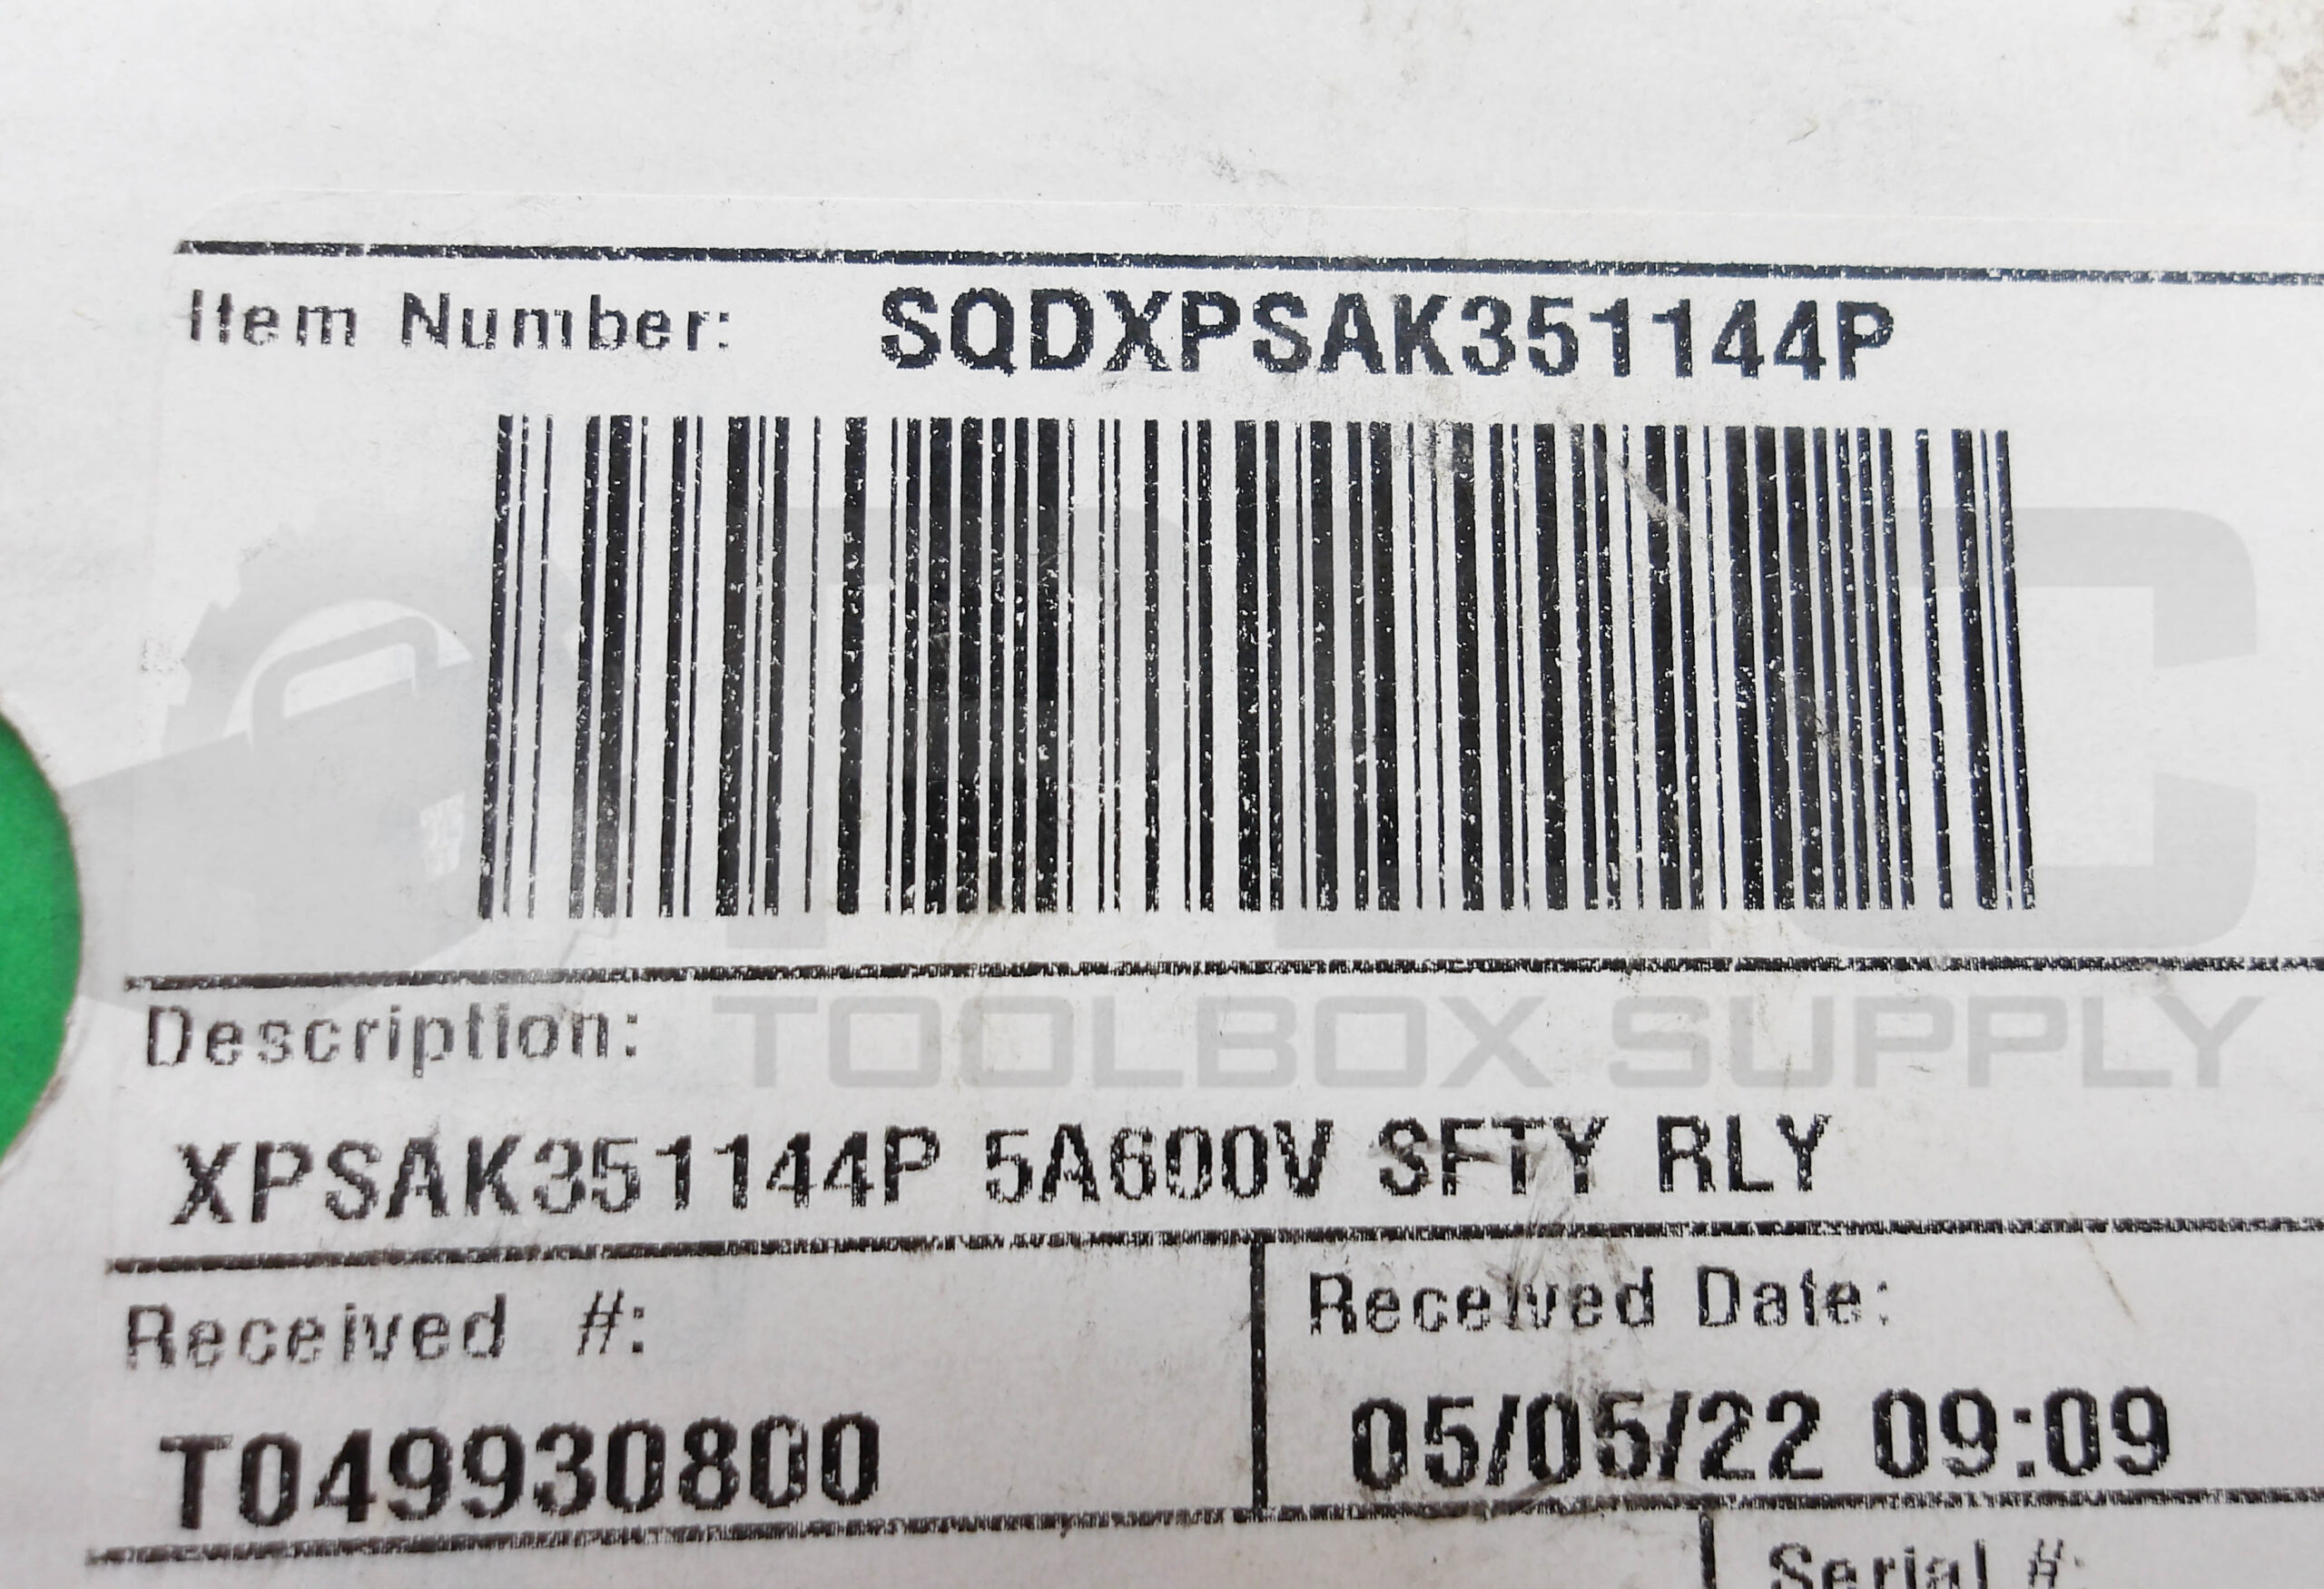 Item Number: SQDXPSAK351144P
Description:
XPSAK351144P 5A600V SFTY RLY
Received #: Received Date:
T049930800 05/05/22 09:09
Serial #:
PLC
TOOLBOX SUPPLY